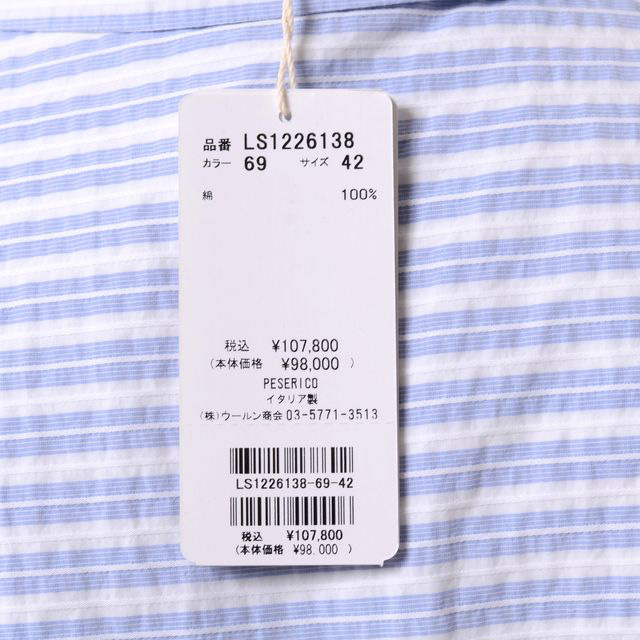 品番 LS1226138
カラー 69 サイズ 42
綿 100%
税込 ¥107,800
(本体価格 ¥98,000 )
PESERICO
イタリア製
(株)ウールン商会 03-5771-3513
LS1226138-69-42
税込 ¥107,800
(本体価格 ¥98.000 )